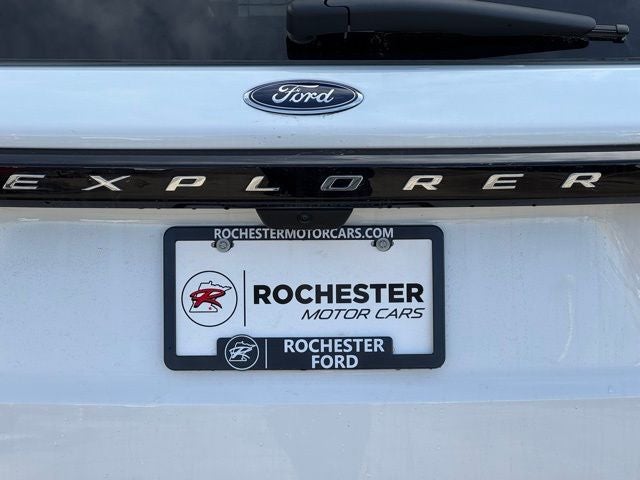 Ford
EXPLORER
ROCHESTERMOTORCARS.COM
R
ROCHESTER
MOTOR CARS
R
ROCHESTER
FORD